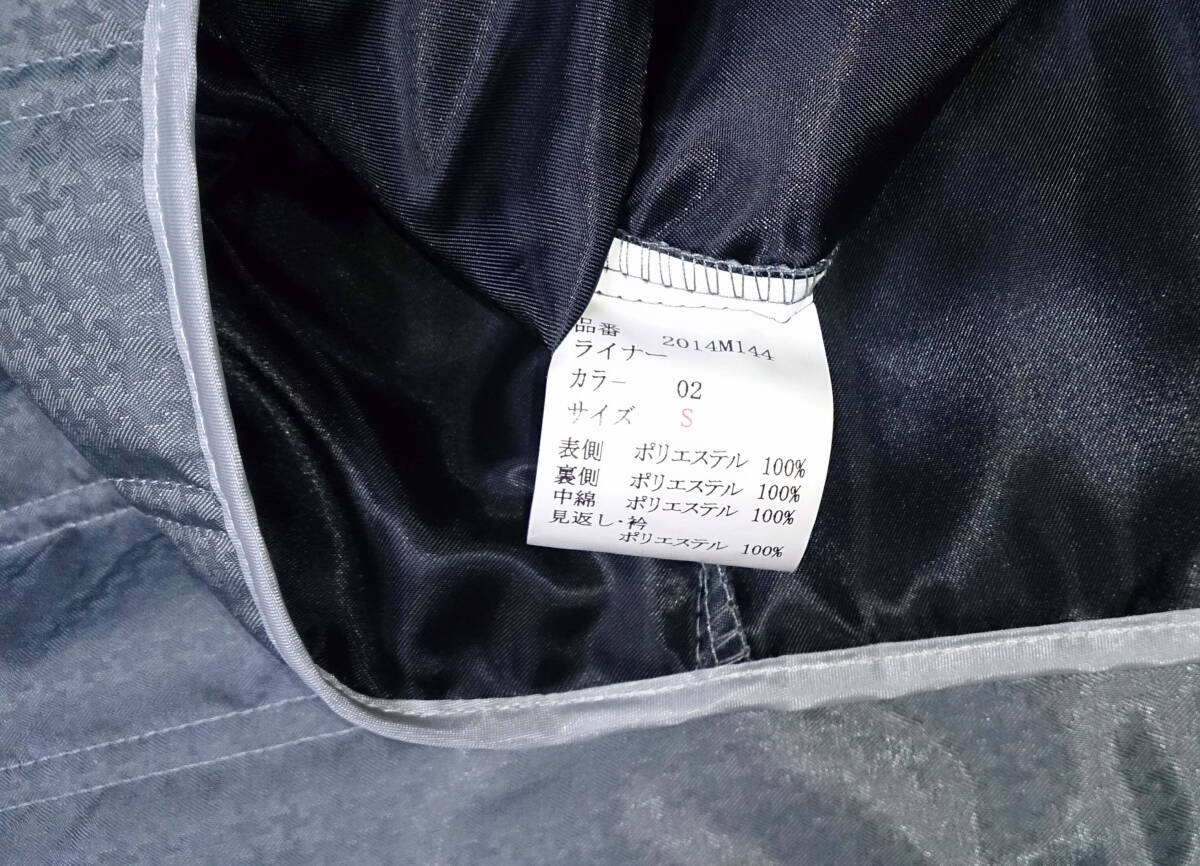 品番 2014M144
ライナー
カラー 02
サイズ S
表側 ポリエステル 100%
裏側 ポリエステル 100%
中綿 ポリエステル 100%
見返し・衿
ポリエステル 100%